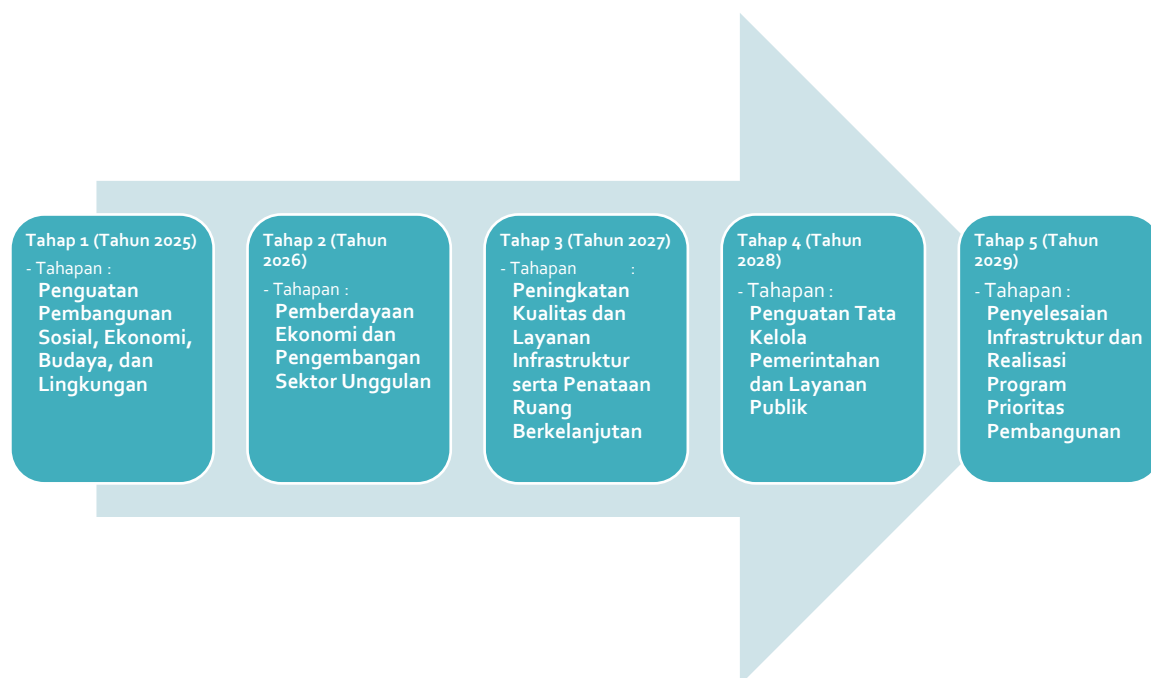 Tahap 1 (Tahun 2025)
- Tahapan :
Penguatan
Pembangunan
Sosial, Ekonomi,
Budaya, dan
Lingkungan
Tahap 2 (Tahun
2026)
- Tahapan :
Pemberdayaan
Ekonomi dan
Pengembangan
Sektor Unggulan
Tahap 3 (Tahun 2027)
- Tahapan :
Peningkatan
Kualitas dan
Layanan
Infrastruktur
serta Penataan
Ruang
Berkelanjutan
Tahap 4 (Tahun
2028)
- Tahapan :
Penguatan Tata
Kelola
Pemerintahan
dan Layanan
Publik
Tahap 5 (Tahun
2029)
- Tahapan :
Penyelesaian
Infrastruktur dan
Realisasi
Program
Prioritas
Pembangunan